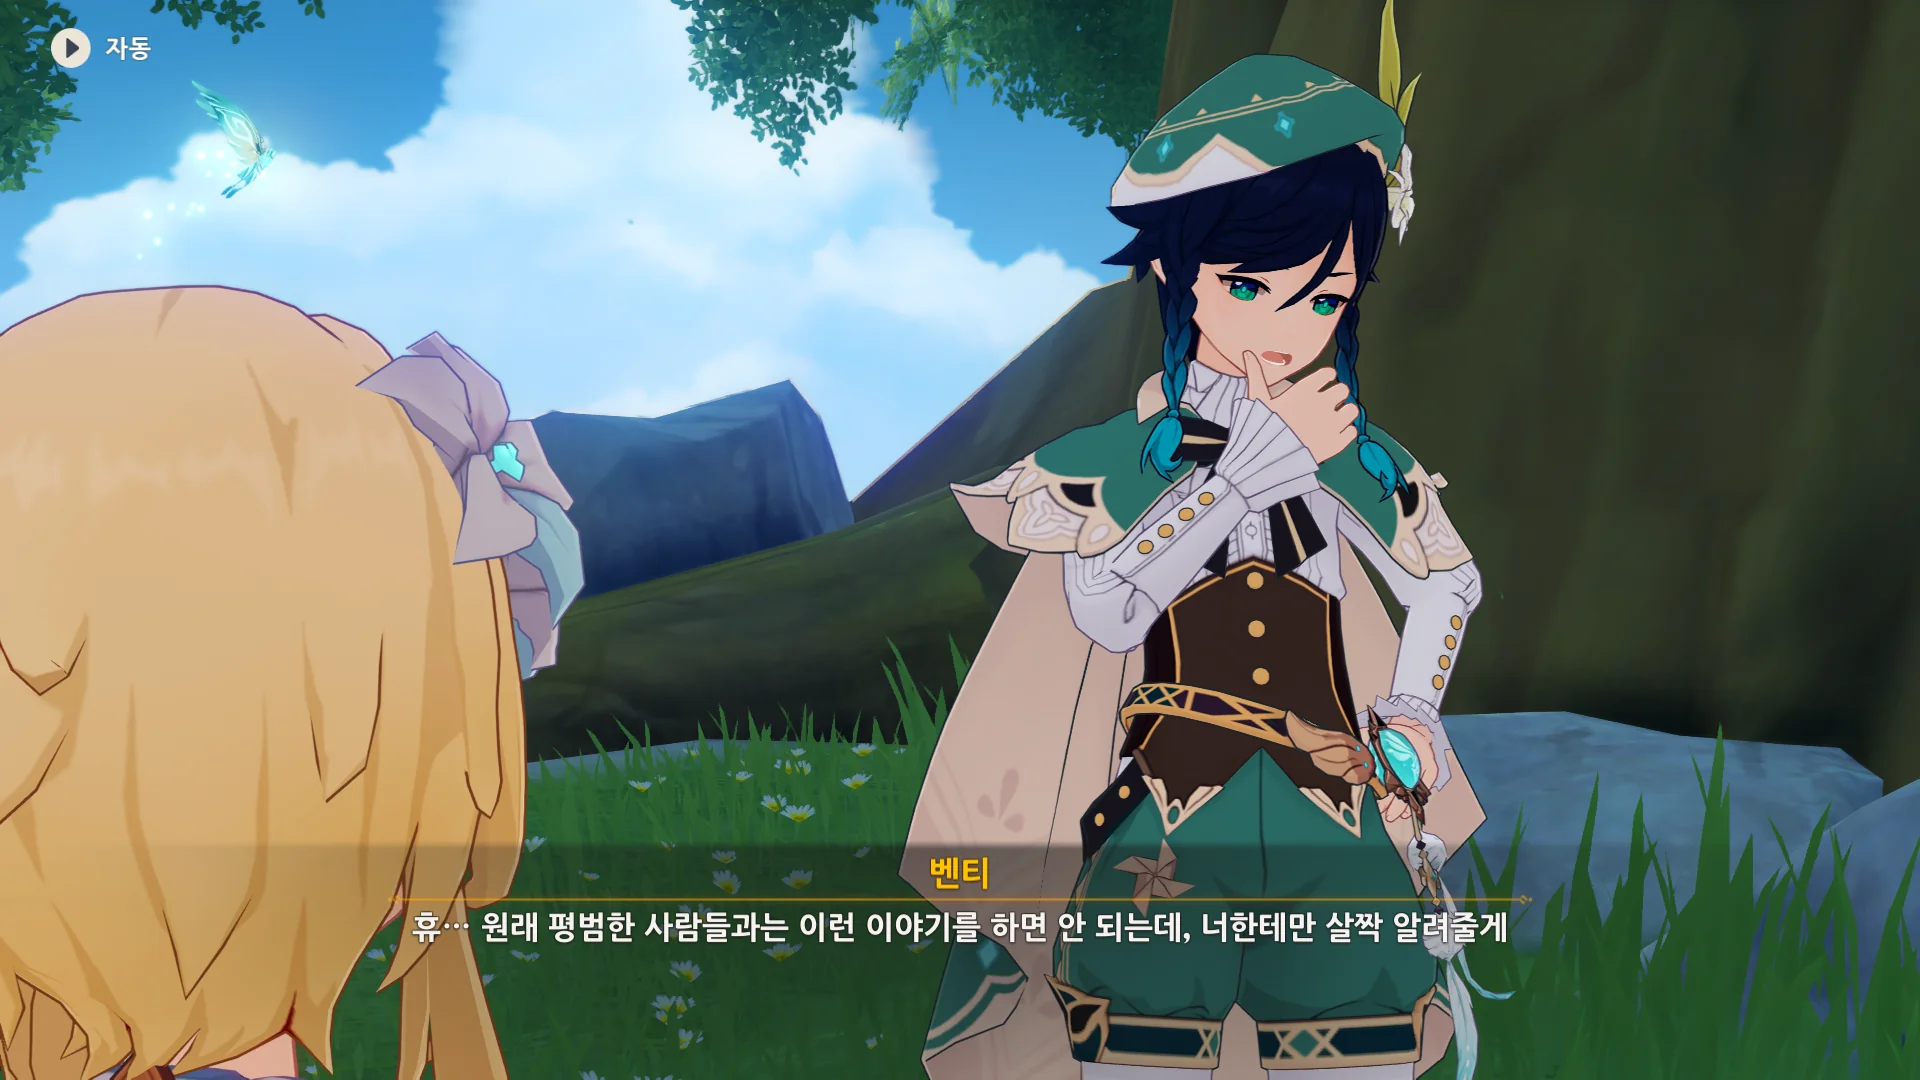 자동
벤티
휴… 원래 평범한 사람들과는 이런 이야기를 하면 안 되는데, 너한테만 살짝 알려줄게